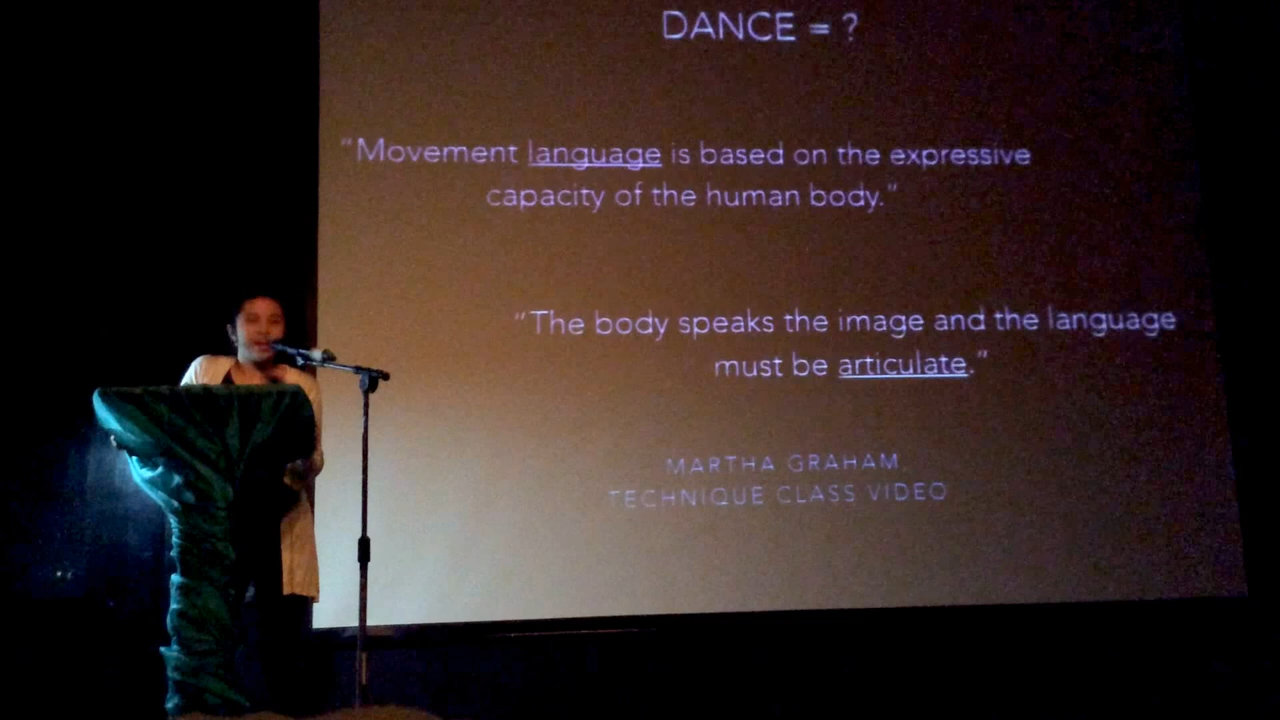 DANCE = ?
“Movement language is based on the expressive
capacity of the human body.”
“The body speaks the image and the language
must be articulate.”
MARTHA GRAHAM,
TECHNIQUE CLASS VIDEO